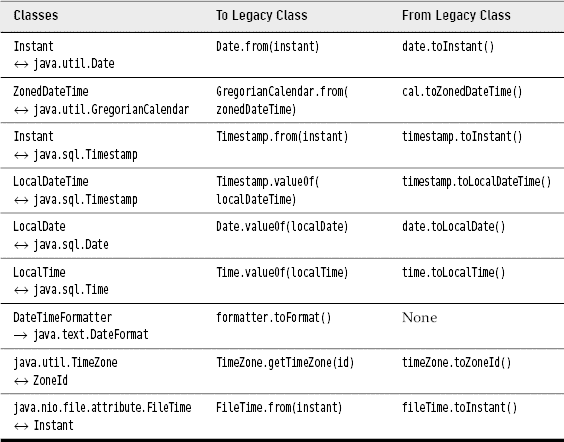 Classes To Legacy Class From Legacy Class
Instant Date.from(instant) date.toInstant()
↔ java.util.Date
ZonedDateTime GregorianCalendar.from( cal.toZonedDateTime()
↔ java.util.GregorianCalendar zonedDateTime)
Instant Timestamp.from(instant) timestamp.toInstant()
↔ java.sql.Timestamp
LocalDateTime Timestamp.valueOf( timestamp.toLocalDateTime()
↔ java.sql.Timestamp localDateTime)
LocalDate Date.valueOf(localDate) date.toLocalDate()
↔ java.sql.Date
LocalTime Time.valueOf(localTime) time.toLocalTime()
↔ java.sql.Time
DateTimeFormatter formatter.toFormat() None
→ java.text.DateFormat
java.util.TimeZone TimeZone.getTimeZone(id) timeZone.toZoneId()
↔ ZoneId
java.nio.file.attribute.FileTime FileTime.from(instant) fileTime.toInstant()
↔ Instant